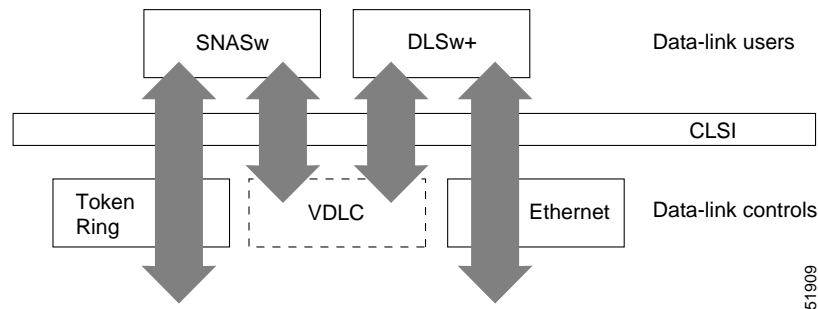 SNASw
DLSw+
Data-link users
CLSI
Token
Ring
VDLC
Ethernet
Data-link controls
51909